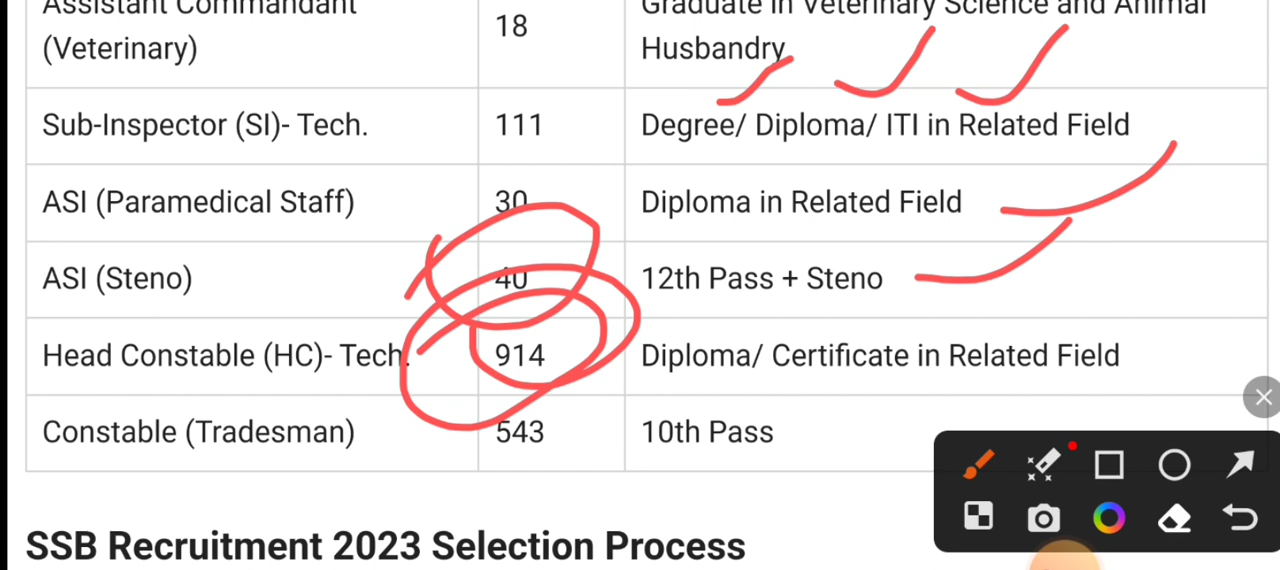 Assistant Commandant
(Veterinary)
18
Graduate in Veterinary Science and Animal
Husbandry
Sub-Inspector (SI)- Tech. 111 Degree/ Diploma/ ITI in Related Field
ASI (Paramedical Staff) 30 Diploma in Related Field
ASI (Steno) 40 12th Pass + Steno
Head Constable (HC)- Tech. 914 Diploma/ Certificate in Related Field
Constable (Tradesman) 543 10th Pass
SSB Recruitment 2023 Selection Process